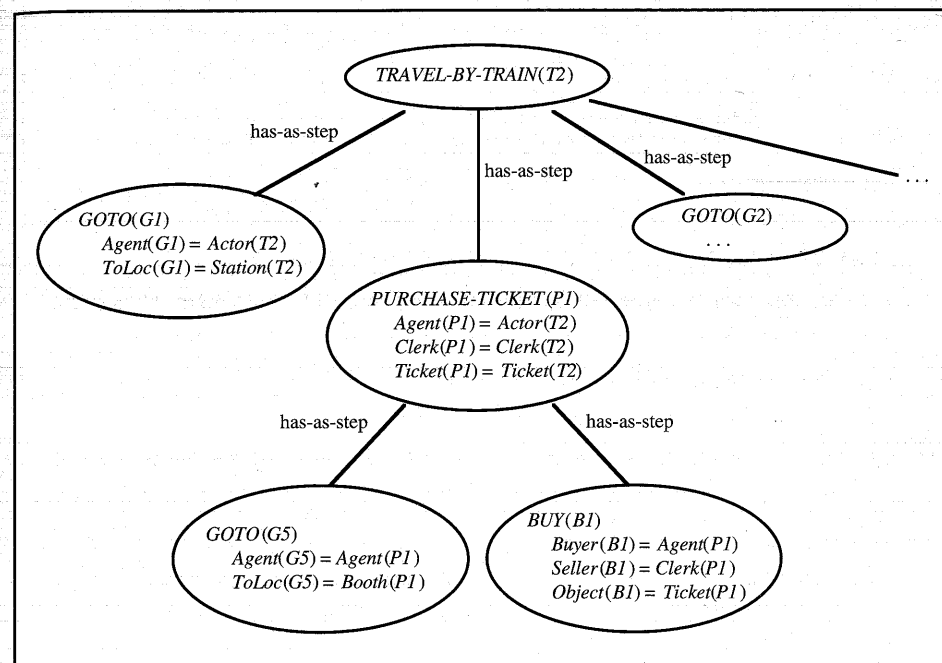 TRAVEL-BY-TRAIN(T2)
has-as-step
has-as-step
has-as-step
. . .
GOTO(G1)
Agent(G1) = Actor(T2)
ToLoc(G1) = Station(T2)
GOTO(G2)
. . .
PURCHASE-TICKET(P1)
Agent(P1) = Actor(T2)
Clerk(P1) = Clerk(T2)
Ticket(P1) = Ticket(T2)
has-as-step
has-as-step
GOTO(G5)
Agent(G5) = Agent(P1)
ToLoc(G5) = Booth(P1)
BUY(B1)
Buyer(B1) = Agent(P1)
Seller(B1) = Clerk(P1)
Object(B1) = Ticket(P1)